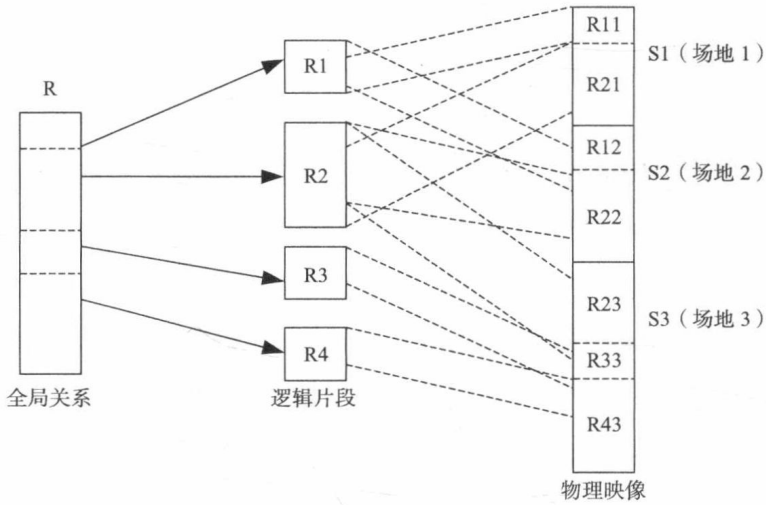 R
全局关系
R1
R2
R3
R4
逻辑片段
R11
R21
R12
R22
R23
R33
R43
物理映像
S1（场地 1）
S2（场地 2）
S3（场地 3）